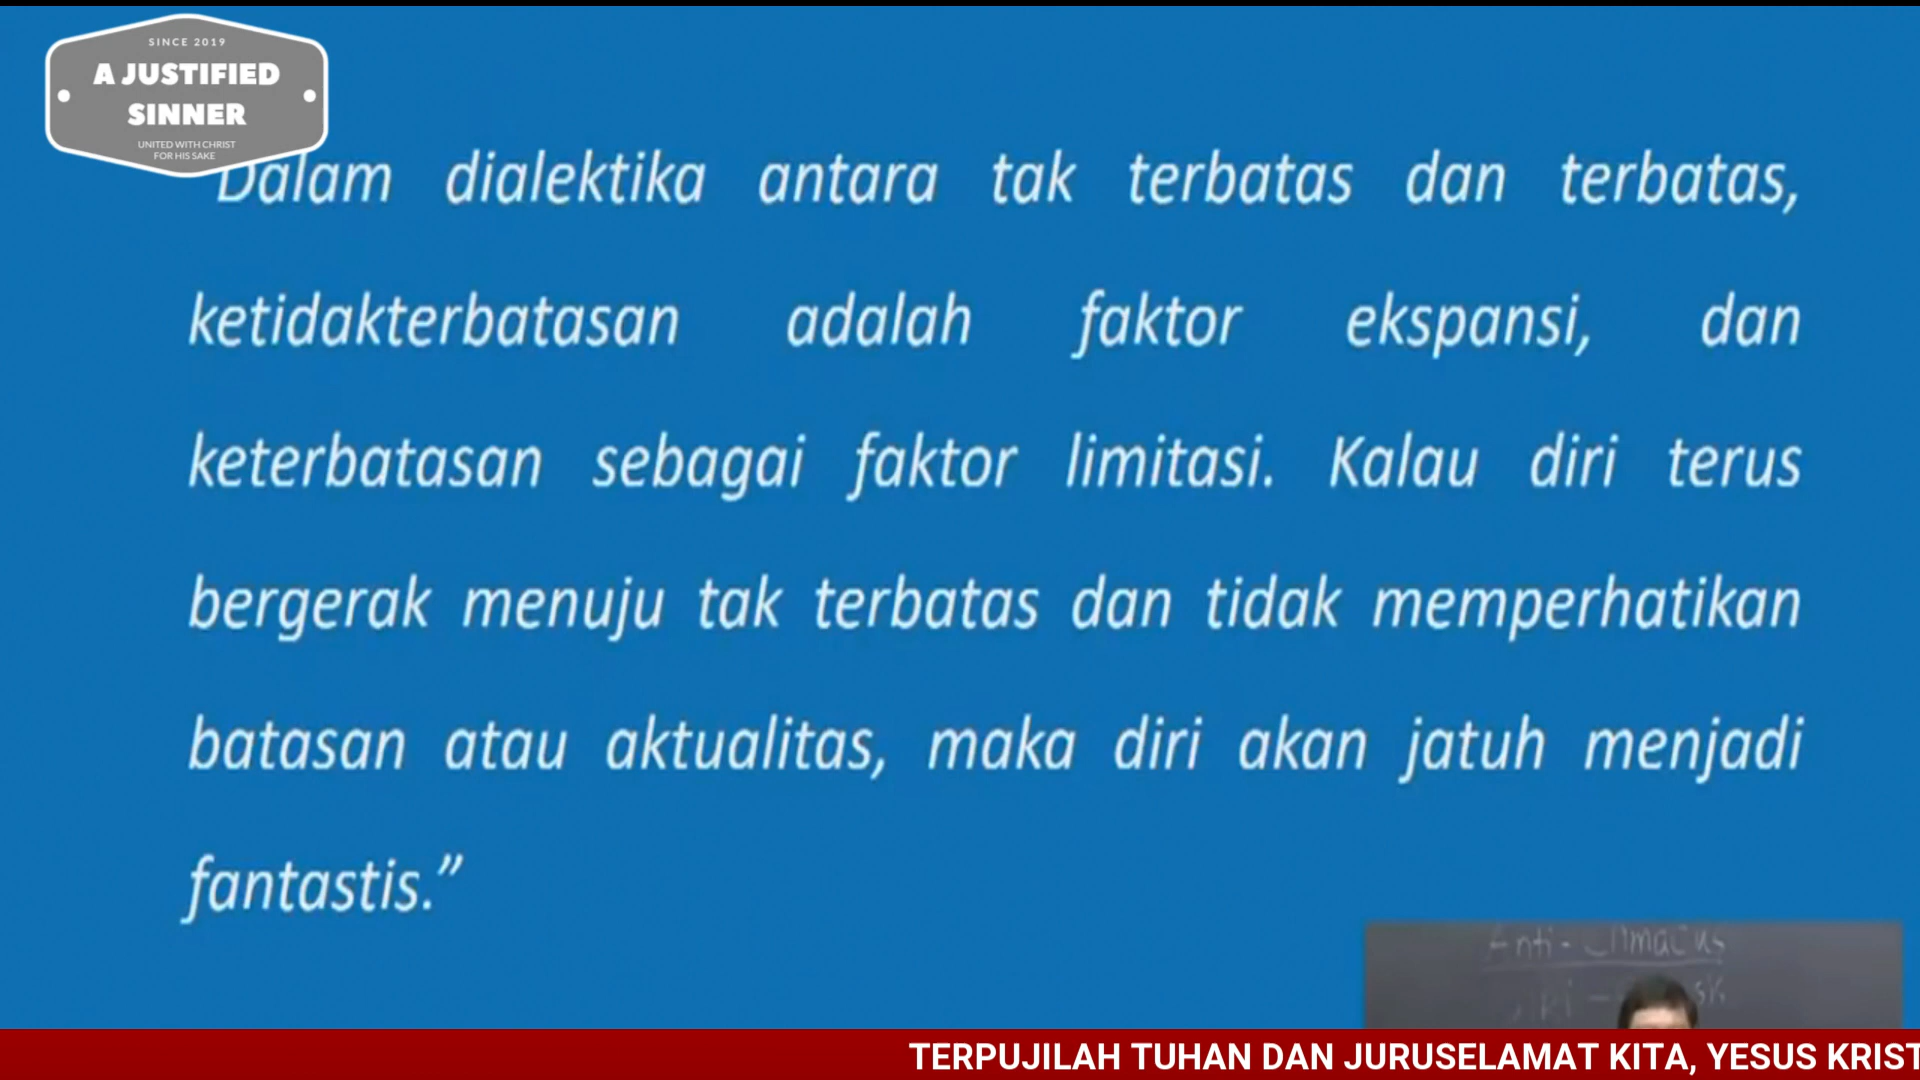 SINCE 2019
A JUSTIFIED
SINNER
UNITED WITH CHRIST
FOR HIS SAKE
Dalam dialektika antara tak terbatas dan terbatas,
ketidakterbatasan adalah faktor ekspansi, dan
keterbatasan sebagai faktor limitasi. Kalau diri terus
bergerak menuju tak terbatas dan tidak memperhatikan
batasan atau aktualitas, maka diri akan jatuh menjadi
fantastis.”
Anti-Climacus
TERPUJILAH TUHAN DAN JURUSELAMAT KITA, YESUS KRIST